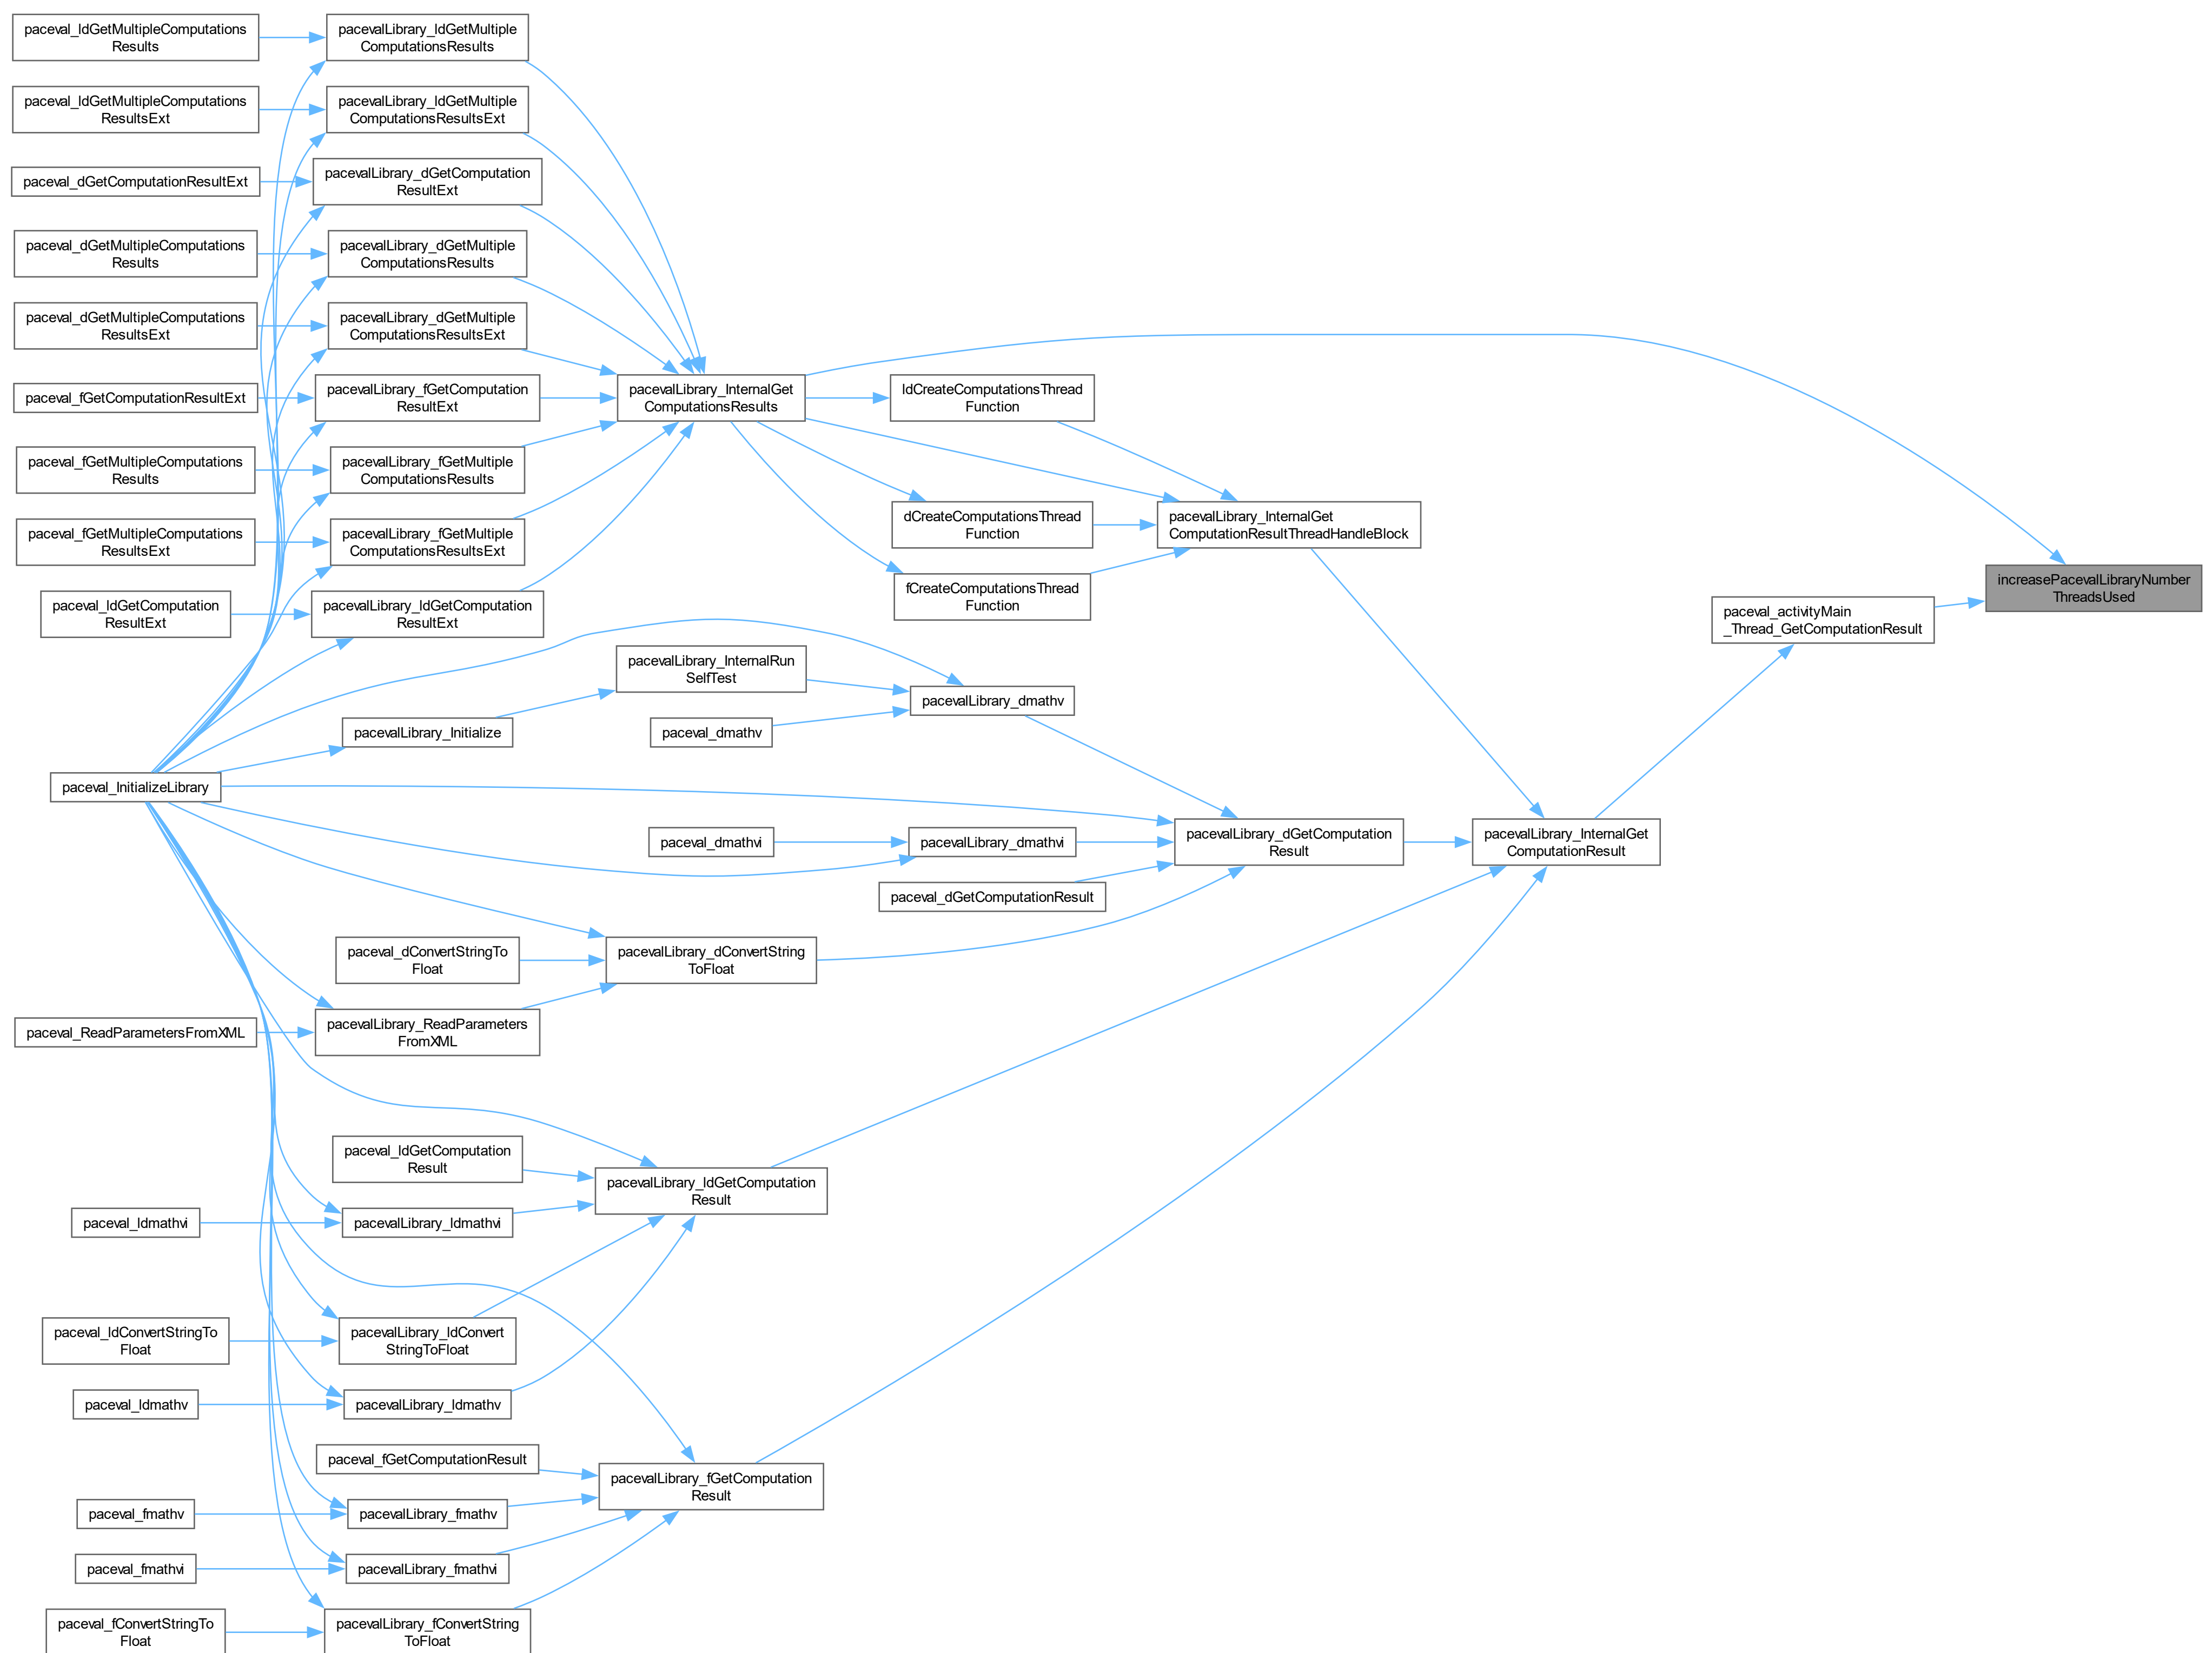 paceval_ldGetMultipleComputations
Results
pacevalLibrary_ldGetMultiple
ComputationsResults
paceval_ldGetMultipleComputations
ResultsExt
pacevalLibrary_ldGetMultiple
ComputationsResultsExt
paceval_dGetComputationResultExt
pacevalLibrary_dGetComputation
ResultExt
paceval_dGetMultipleComputations
Results
pacevalLibrary_dGetMultiple
ComputationsResults
paceval_dGetMultipleComputations
ResultsExt
pacevalLibrary_dGetMultiple
ComputationsResultsExt
paceval_fGetComputationResultExt
pacevalLibrary_fGetComputation
ResultExt
pacevalLibrary_InternalGet
ComputationsResults
ldCreateComputationsThread
Function
paceval_fGetMultipleComputations
Results
pacevalLibrary_fGetMultiple
ComputationsResults
paceval_fGetMultipleComputations
ResultsExt
pacevalLibrary_fGetMultiple
ComputationsResultsExt
dCreateComputationsThread
Function
pacevalLibrary_InternalGet
ComputationResultThreadHandleBlock
fCreateComputationsThread
Function
increasePacevalLibraryNumber
ThreadsUsed
paceval_ldGetComputation
ResultExt
pacevalLibrary_ldGetComputation
ResultExt
paceval_activityMain
_Thread_GetComputationResult
pacevalLibrary_InternalRun
SelfTest
pacevalLibrary_dmathv
pacevalLibrary_Initialize
paceval_dmathv
paceval_InitializeLibrary
paceval_dmathvi
pacevalLibrary_dmathvi
pacevalLibrary_dGetComputation
Result
pacevalLibrary_InternalGet
ComputationResult
paceval_dGetComputationResult
paceval_dConvertStringTo
Float
pacevalLibrary_dConvertString
ToFloat
paceval_ReadParametersFromXML
pacevalLibrary_ReadParameters
FromXML
paceval_ldGetComputation
Result
pacevalLibrary_ldGetComputation
Result
paceval_ldmathvi
pacevalLibrary_ldmathvi
paceval_ldConvertStringTo
Float
pacevalLibrary_ldConvert
StringToFloat
paceval_ldmathv
pacevalLibrary_ldmathv
paceval_fGetComputationResult
pacevalLibrary_fGetComputation
Result
paceval_fmathv
pacevalLibrary_fmathv
paceval_fmathvi
pacevalLibrary_fmathvi
paceval_fConvertStringTo
Float
pacevalLibrary_fConvertString
ToFloat